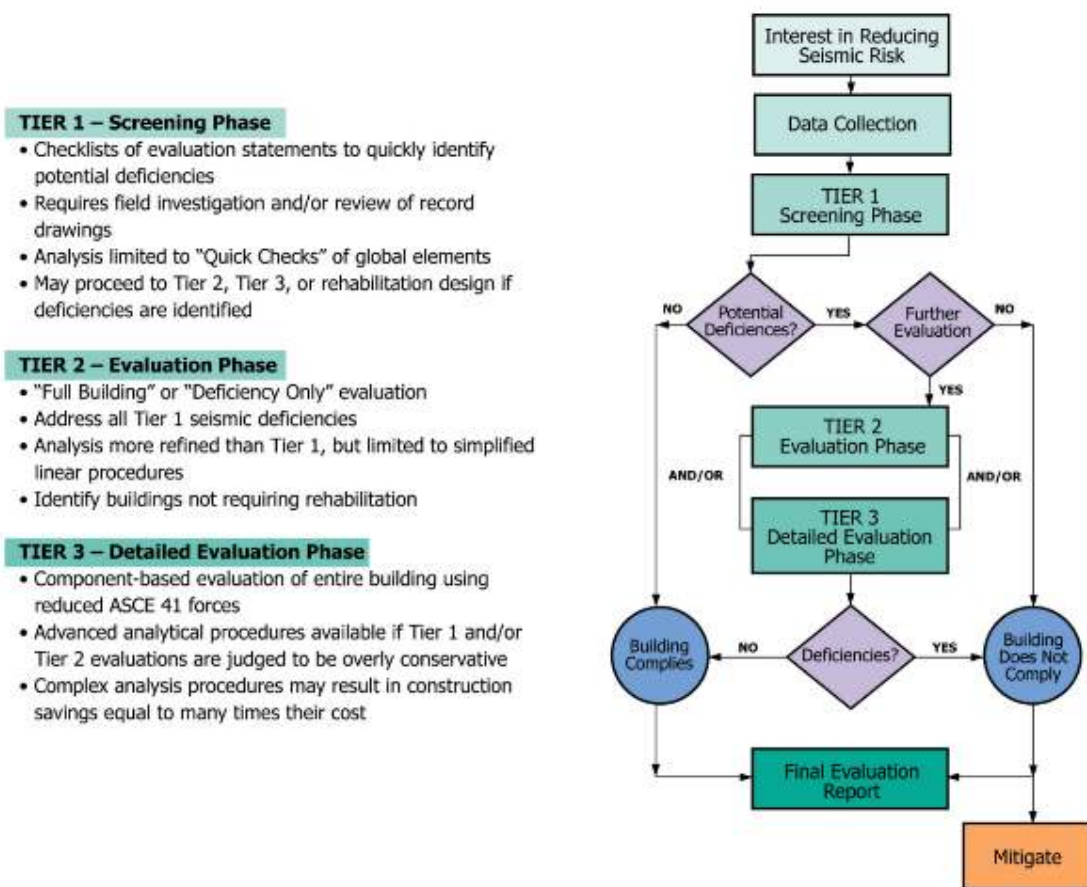 TIER 1 – Screening Phase
• Checklists of evaluation statements to quickly identify
potential deficiencies
• Requires field investigation and/or review of record
drawings
• Analysis limited to “Quick Checks” of global elements
• May proceed to Tier 2, Tier 3, or rehabilitation design if
deficiencies are identified
TIER 2 – Evaluation Phase
• “Full Building” or “Deficiency Only” evaluation
• Address all Tier 1 seismic deficiencies
• Analysis more refined than Tier 1, but limited to simplified
linear procedures
• Identify buildings not requiring rehabilitation
TIER 3 – Detailed Evaluation Phase
• Component-based evaluation of entire building using
reduced ASCE 41 forces
• Advanced analytical procedures available if Tier 1 and/or
Tier 2 evaluations are judged to be overly conservative
• Complex analysis procedures may result in construction
savings equal to many times their cost
Interest in Reducing
Seismic Risk
Data Collection
TIER 1
Screening Phase
NO
Potential
Deficiences?
YES
Further
Evaluation
NO
YES
TIER 2
Evaluation Phase
AND/OR
AND/OR
TIER 3
Detailed Evaluation
Phase
Building
Complies
NO
Deficiencies?
YES
Building
Does Not
Comply
Final Evaluation
Report
Mitigate